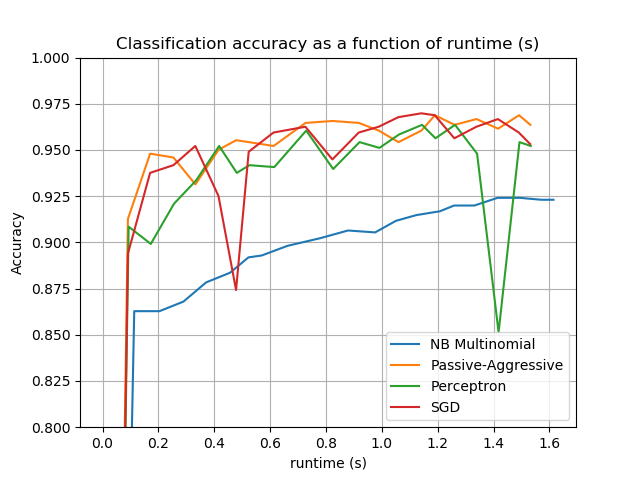 Classification accuracy as a function of runtime (s)
1.000
0.975
0.950
0.925
0.900
0.875
0.850
0.825
0.800
Accuracy
NB Multinomial
Passive-Aggressive
Perceptron
SGD
0.0 0.2 0.4 0.6 0.8 1.0 1.2 1.4 1.6
runtime (s)